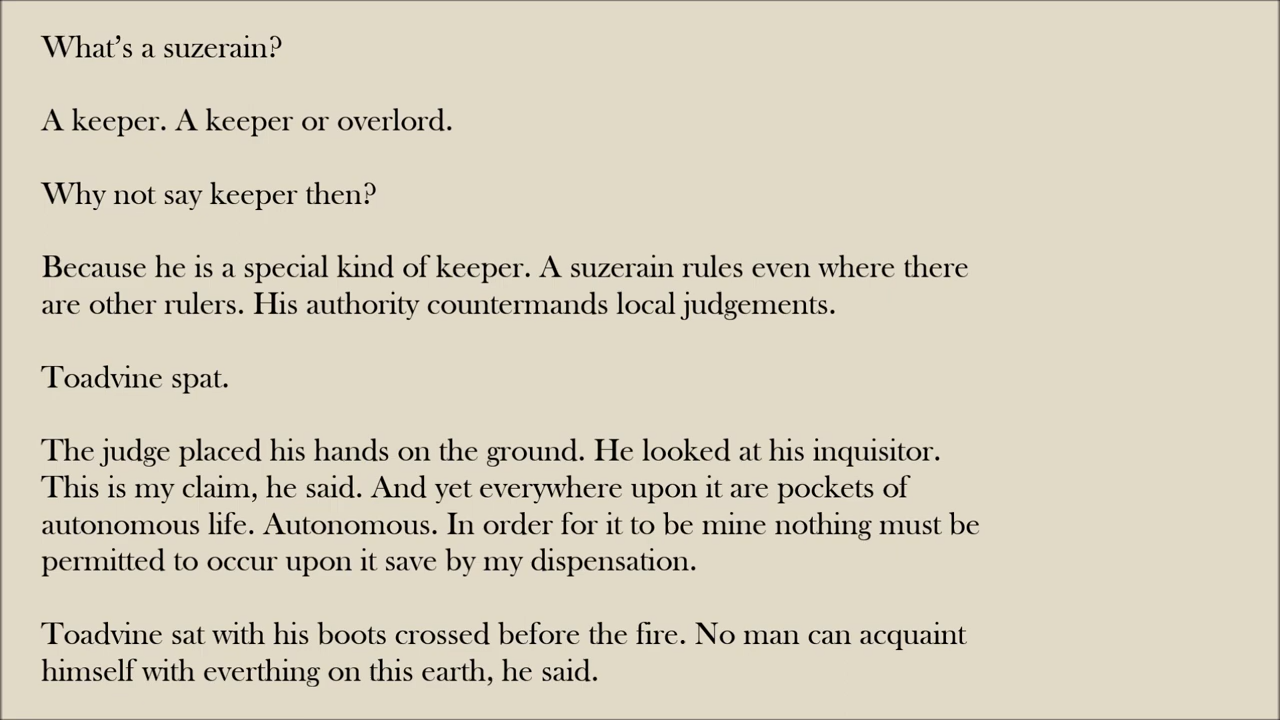 What's a suzerain?
A keeper. A keeper or overlord.
Why not say keeper then?
Because he is a special kind of keeper. A suzerain rules even where there
are other rulers. His authority countermands local judgements.
Toadvine spat.
The judge placed his hands on the ground. He looked at his inquisitor.
This is my claim, he said. And yet everywhere upon it are pockets of
autonomous life. Autonomous. In order for it to be mine nothing must be
permitted to occur upon it save by my dispensation.
Toadvine sat with his boots crossed before the fire. No man can acquaint
himself with everthing on this earth, he said.